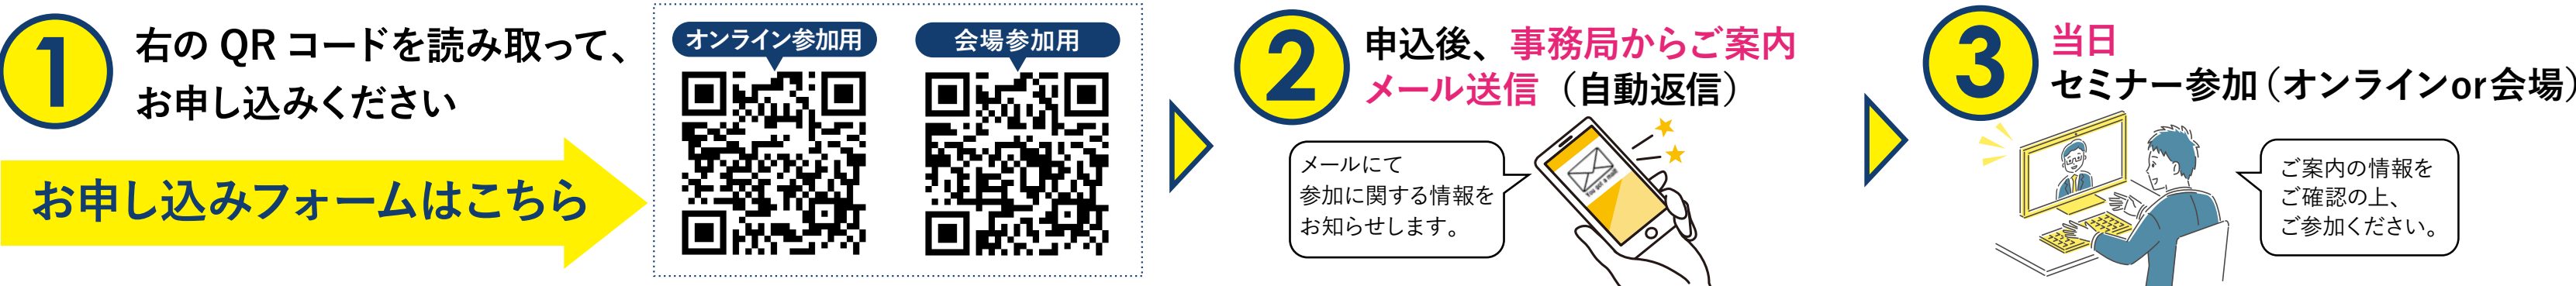 1
右の QR コードを読み取って、
お申し込みください
お申し込みフォームはこちら
オンライン参加用
会場参加用
2
申込後、事務局からご案内
メール送信（自動返信）
メールにて
参加に関する情報を
お知らせします。
You got a mail!
3
当日
セミナー参加（オンラインor会場）
ご案内の情報を
ご確認の上、
ご参加ください。